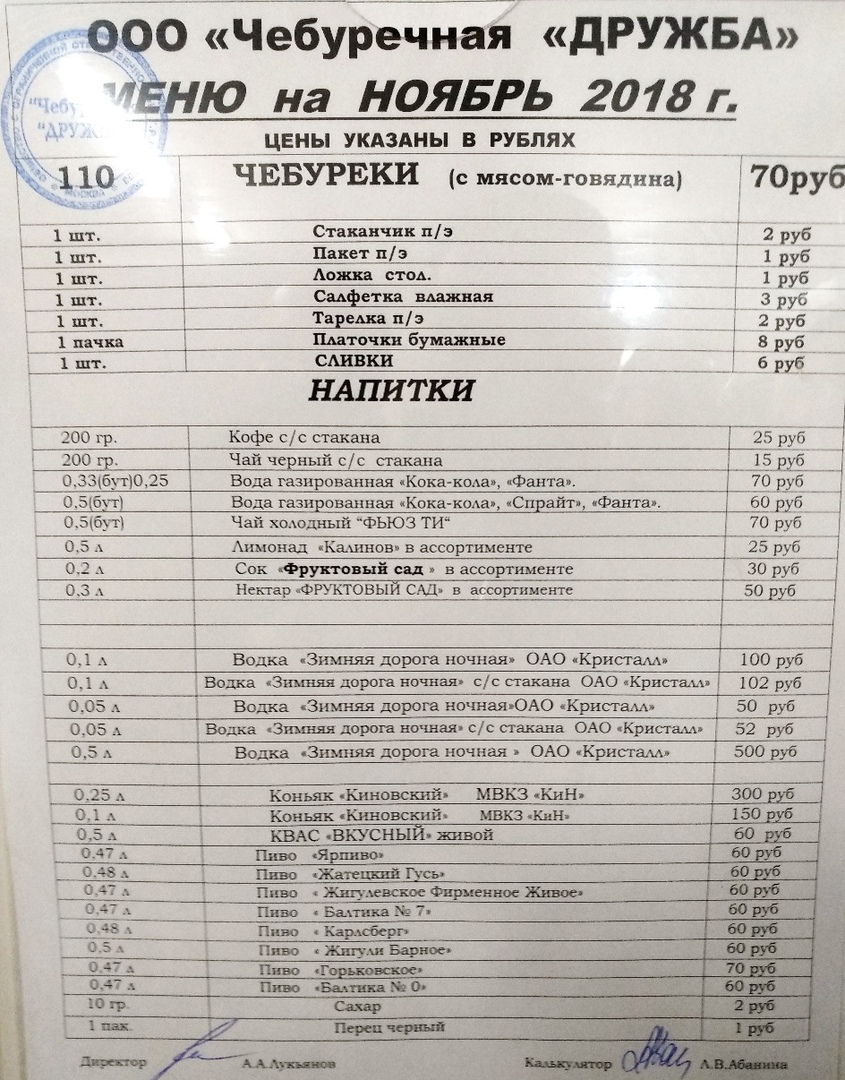 ООО «Чебуречная «ДРУЖБА»
МЕНЮ на НОЯБРЬ 2018 г.
ЦЕНЫ УКАЗАНЫ В РУБЛЯХ
110 ЧЕБУРЕКИ (с мясом-говядина) 70руб
1 шт. Стаканчик п/э 2 руб
1 шт. Пакет п/э 1 руб
1 шт. Ложка стол. 1 руб
1 шт. Салфетка влажная 3 руб
1 шт. Тарелка п/э 2 руб
1 пачка Платочки бумажные 8 руб
1 шт. СЛИВКИ 6 руб
НАПИТКИ
200 гр. Кофе с/с стакана 25 руб
200 гр. Чай черный с/с стакана 15 руб
0,33(бут)0,25 Вода газированная «Кока-кола», «Фанта». 70 руб
0,5(бут) Вода газированная «Кока-кола», «Спрайт», «Фанта». 60 руб
0,5(бут) Чай холодный "ФЬЮЗ ТИ" 70 руб
0,5 л Лимонад «Калинов» в ассортименте 25 руб
0,2 л Сок «Фруктовый сад » в ассортименте 30 руб
0,3 л Нектар «ФРУКТОВЫЙ САД» в ассортименте 50 руб
0,1 л Водка «Зимняя дорога ночная» ОАО «Кристалл» 100 руб
0,1 л Водка «Зимняя дорога ночная» с/с стакана ОАО «Кристалл» 102 руб
0,05 л Водка «Зимняя дорога ночная»ОАО«Кристалл» 50 руб
0,05 л Водка «Зимняя дорога ночная» с/с стакана ОАО «Кристалл» 52 руб
0,5 л Водка «Зимняя дорога ночная » ОАО «Кристалл» 500 руб
0,25 л Коньяк «Киновский» МВКЗ «КиН» 300 руб
0,1 л Коньяк «Киновский» МВКЗ «КиН» 150 руб
0,5 л КВАС «ВКУСНЫЙ» живой 60 руб
0,47 л Пиво «Ярпиво» 60 руб
0,48 л Пиво «Жатецкий Гусь» 60 руб
0,47 л Пиво « Жигулевское Фирменное Живое» 60 руб
0,47 л Пиво « Балтика № 7» 60 руб
0,48 л Пиво « Карлсберг» 60 руб
0,5 л Пиво « Жигули Барное» 60 руб
0,47 л Пиво «Горьковское» 70 руб
0,47 л Пиво «Балтика № 0» 60 руб
10 гр. Сахар 2 руб
1 пак. Перец черный 1 руб
Директор А.А.Лукьянов Калькулятор Л.В.Абанина